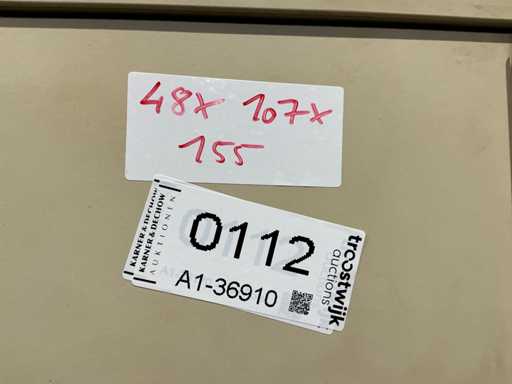 48x 107x
155
KARNER & DECHOW
KARNER & DECHOW
AUKTIONEN
0112
A1-36910
troostwijk
auctions